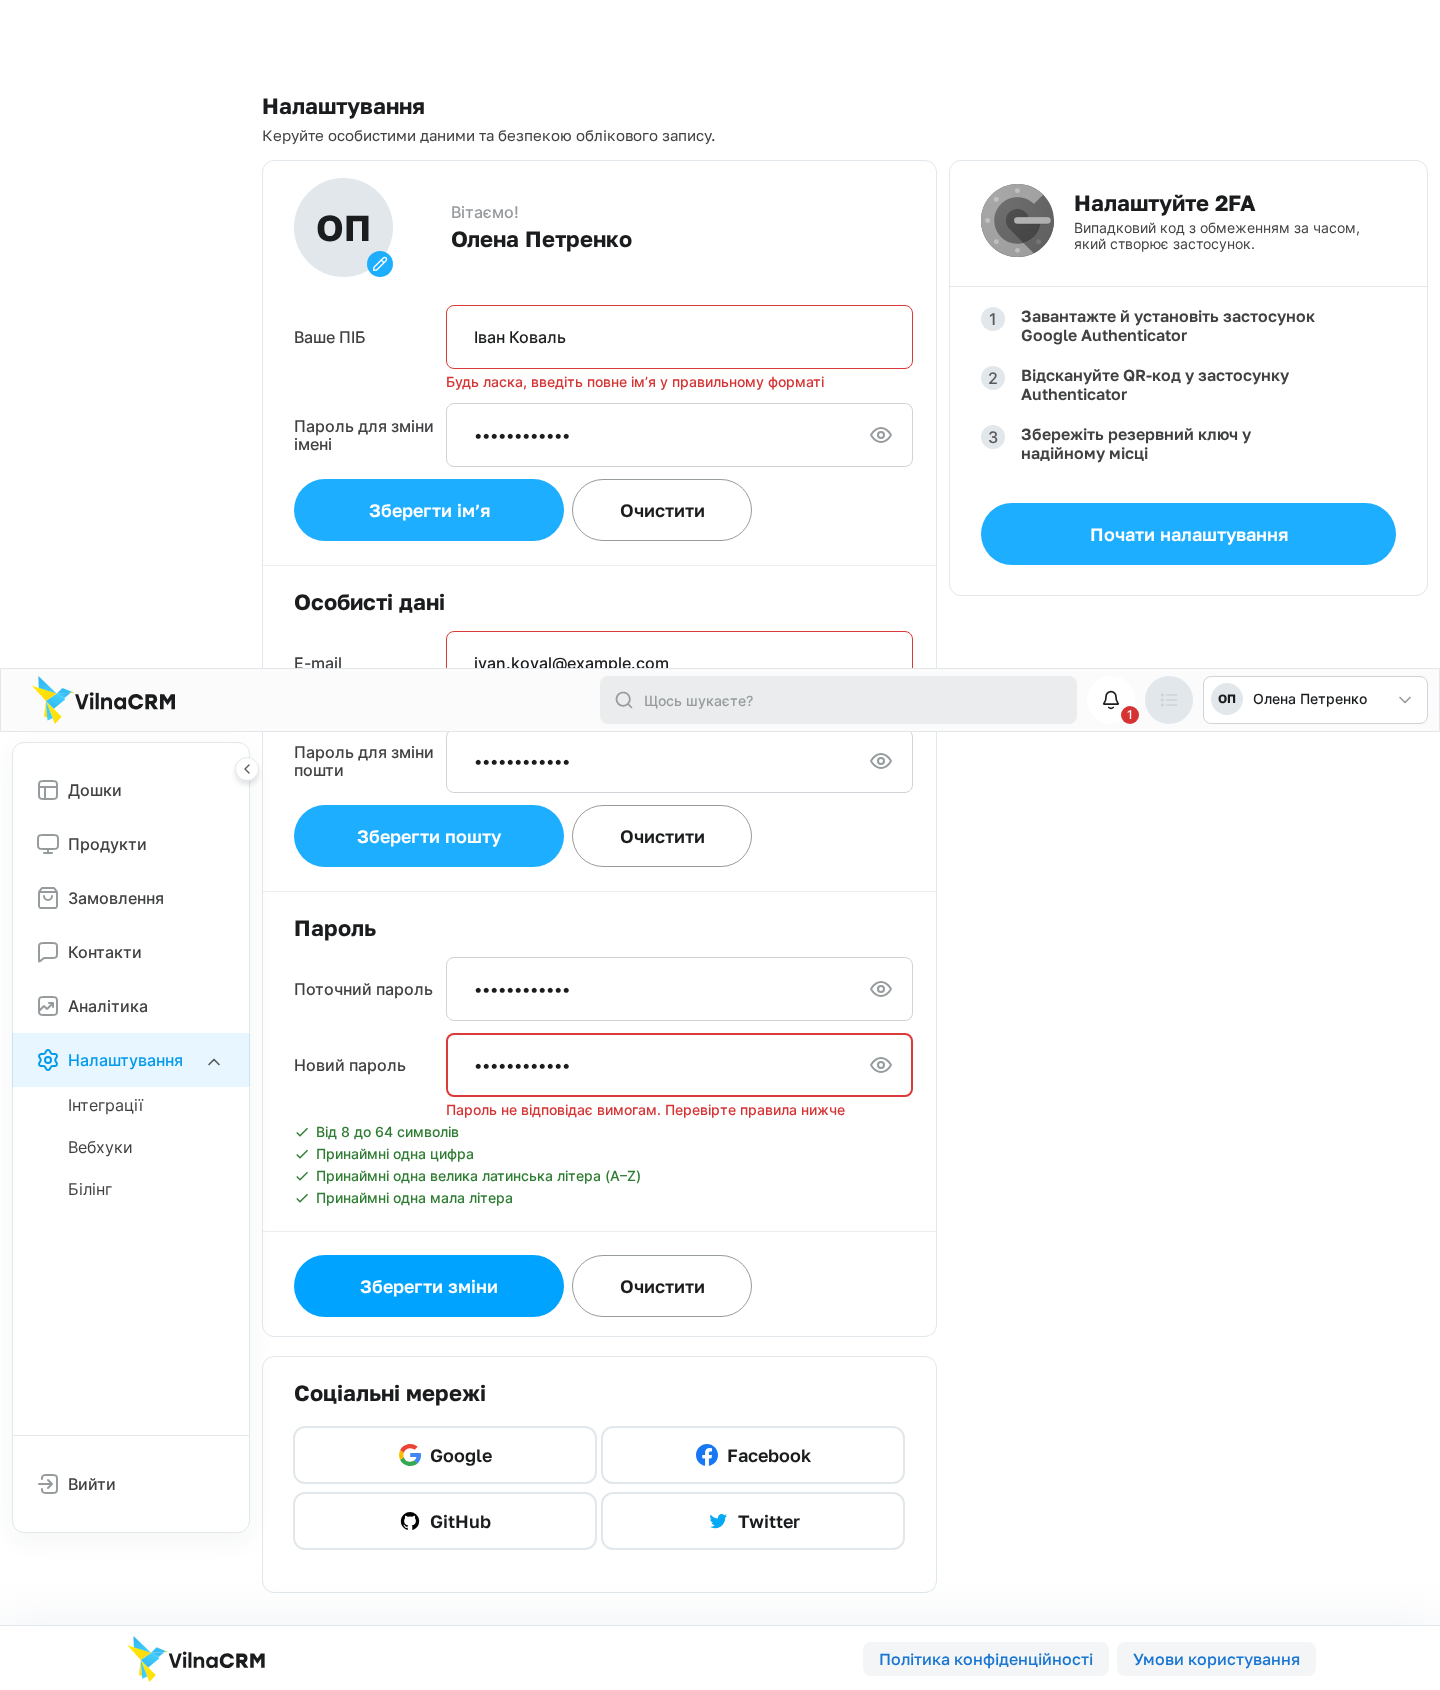 Налаштування
Керуйте особистими даними та безпекою облікового запису.
ОП
Вітаємо!
Олена Петренко
Ваше ПІБ
Іван Коваль
Будь ласка, введіть повне ім’я у правильному форматі
Пароль для зміни
імені
••••••••••••
Зберегти ім’я
Очистити
Налаштуйте 2FA
Випадковий код з обмеженням за часом,
який створює застосунок.
1
Завантажте й установіть застосунок
Google Authenticator
2
Відскануйте QR-код у застосунку
Authenticator
3
Збережіть резервний ключ у
надійному місці
Почати налаштування
Особисті дані
E-mail
ivan.koval@example.com
VilnaCRM
Щось шукаєте?
1
ОП
Олена Петренко
Пароль для зміни
пошти
••••••••••••
Зберегти пошту
Очистити
Дошки
Продукти
Замовлення
Контакти
Аналітика
Налаштування
Інтеграції
Вебхуки
Білінг
Вийти
Пароль
Поточний пароль
••••••••••••
Новий пароль
••••••••••••
Пароль не відповідає вимогам. Перевірте правила нижче
Від 8 до 64 символів
Принаймні одна цифра
Принаймні одна велика латинська літера (A–Z)
Принаймні одна мала літера
Зберегти зміни
Очистити
Соціальні мережі
Google
Facebook
GitHub
Twitter
VilnaCRM
Політика конфіденційності
Умови користування